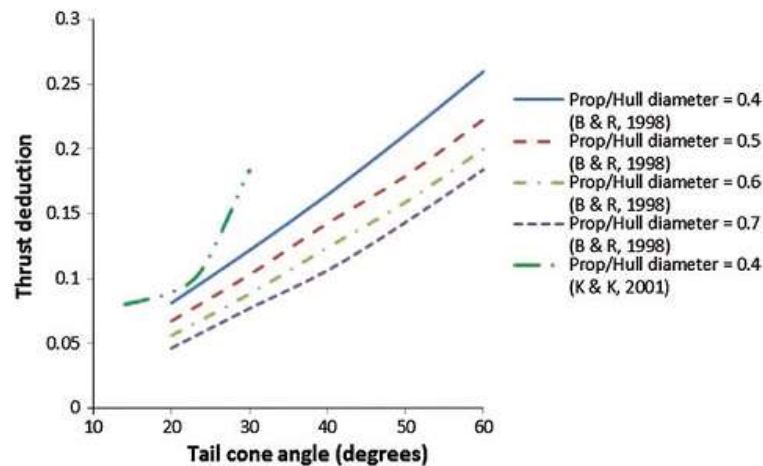 0.3
0.25
0.2
0.15
0.1
0.05
0
Thrust deduction
10 20 30 40 50 60
Tail cone angle (degrees)
Prop/Hull diameter = 0.4
(B & R, 1998)
Prop/Hull diameter = 0.5
(B & R, 1998)
Prop/Hull diameter = 0.6
(B & R, 1998)
Prop/Hull diameter = 0.7
(B & R, 1998)
Prop/Hull diameter = 0.4
(K & K, 2001)